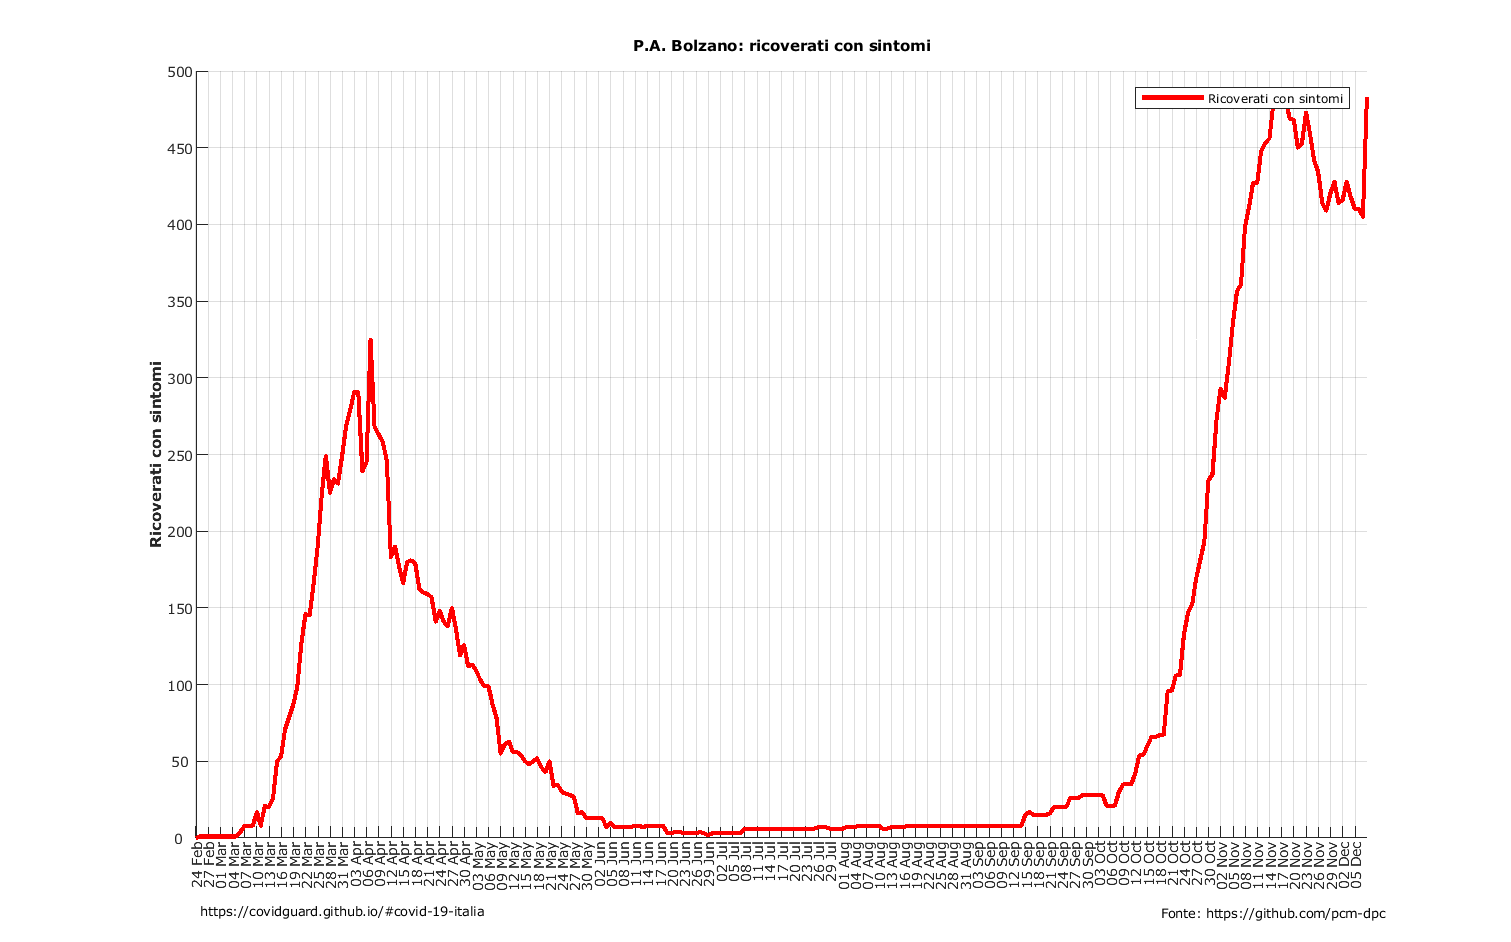 P.A. Bolzano: ricoverati con sintomi
Ricoverati con sintomi
Ricoverati con sintomi
500
450
400
350
300
250
200
150
100
50
0
24 Feb
27 Feb
01 Mar
04 Mar
07 Mar
10 Mar
13 Mar
16 Mar
19 Mar
22 Mar
25 Mar
28 Mar
31 Mar
03 Apr
06 Apr
09 Apr
12 Apr
15 Apr
18 Apr
21 Apr
24 Apr
27 Apr
30 Apr
03 May
06 May
09 May
12 May
15 May
18 May
21 May
24 May
27 May
30 May
02 Jun
05 Jun
08 Jun
11 Jun
14 Jun
17 Jun
20 Jun
23 Jun
26 Jun
29 Jun
02 Jul
05 Jul
08 Jul
11 Jul
14 Jul
17 Jul
20 Jul
23 Jul
26 Jul
29 Jul
01 Aug
04 Aug
07 Aug
10 Aug
13 Aug
16 Aug
19 Aug
22 Aug
25 Aug
28 Aug
31 Aug
03 Sep
06 Sep
09 Sep
12 Sep
15 Sep
18 Sep
21 Sep
24 Sep
27 Sep
30 Sep
03 Oct
06 Oct
09 Oct
12 Oct
15 Oct
18 Oct
21 Oct
24 Oct
27 Oct
30 Oct
02 Nov
05 Nov
08 Nov
11 Nov
14 Nov
17 Nov
20 Nov
23 Nov
26 Nov
29 Nov
02 Dec
05 Dec
https://covidguard.github.io/#covid-19-italia
Fonte: https://github.com/pcm-dpc